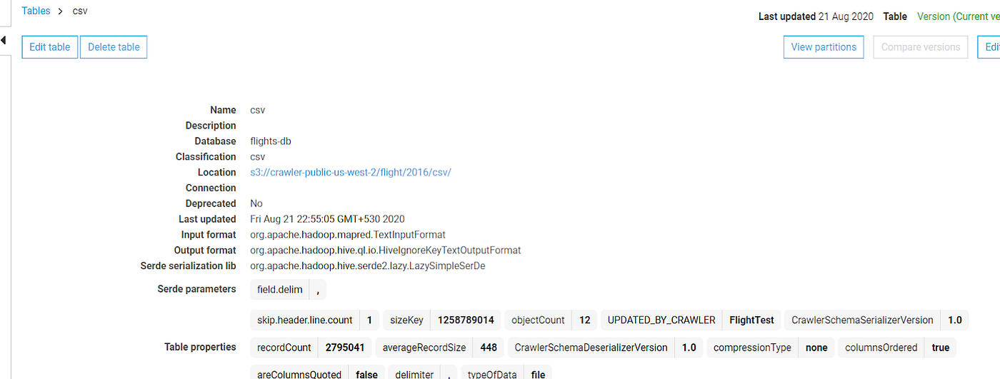 Tables > csv
Last updated 21 Aug 2020 Table Version (Current ve
Edit table Delete table View partitions Compare versions Edi
Name csv
Description
Database flights-db
Classification csv
Location s3://crawler-public-us-west-2/flight/2016/csv/
Connection
Deprecated No
Last updated Fri Aug 21 22:55:05 GMT+530 2020
Input format org.apache.hadoop.mapred.TextInputFormat
Output format org.apache.hadoop.hive.ql.io.HiveIgnoreKeyTextOutputFormat
Serde serialization lib org.apache.hadoop.hive.serde2.lazy.LazySimpleSerDe
Serde parameters field.delim ,
skip.header.line.count 1 sizeKey 1258789014 objectCount 12 UPDATED_BY_CRAWLER FlightTest CrawlerSchemaSerializerVersion 1.0
Table properties recordCount 2795041 averageRecordSize 448 CrawlerSchemaDeserializerVersion 1.0 compressionType none columnsOrdered true
areColumnsQuoted false delimiter , typeOfData file